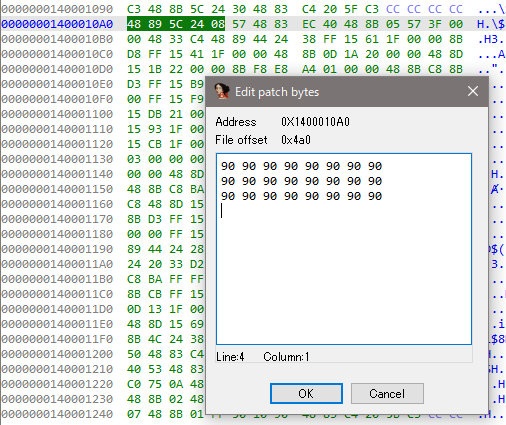 0000000140001090 C3 48 8B 5C 24 30 48 83 C4 20 5F C3 CC CC CC CC ...\
00000001400010A0 48 89 5C 24 08 57 48 83 EC 40 48 8B 05 57 3F 00 H.\$
00000001400010B0 00 48 33 C4 48 89 44 24 38 FF 15 61 1F 00 00 8B .H3.
00000001400010C0 D8 FF 15 41 1F 00 00 48 8B 0D 1A 20 00 00 48 8D
00000001400010D0 15 1B 22 00 00 8B F8 E8 A4 01 00 00 48 8B C8 8B ..".
00000001400010E0 D3 FF 15 B9
00000001400010F0 00 FF 15 F9
0000000140001100 15 DB 21 00
0000000140001110 15 93 1F 00
0000000140001120 15 CB 1F 00
0000000140001130 03 00 00 00
0000000140001140 00 00 48 8D
0000000140001150 48 8B C8 BA
0000000140001160 C8 48 8D 15
0000000140001170 8B D3 FF 15
0000000140001180 00 00 FF 15
0000000140001190 89 44 24 28
00000001400011A0 24 20 33 D2
00000001400011B0 C8 BA FF FF
00000001400011C0 8B CB FF 15
00000001400011D0 0D 13 1F 00
00000001400011E0 48 8D 15 69
00000001400011F0 8B 4C 24 38
0000000140001200 50 48 83 C4
0000000140001210 40 53 48 83
0000000140001220 C0 75 0A 48
0000000140001230 48 8B 02 48
0000000140001240 07 48 8B 01
Edit patch bytes
Address 0X1400010A0
File offset 0x4a0
90 90 90 90 90 90 90 90
90 90 90 90 90 90 90 90
90 90 90 90 90 90 90 90
Line:4 Column:1
OK Cancel